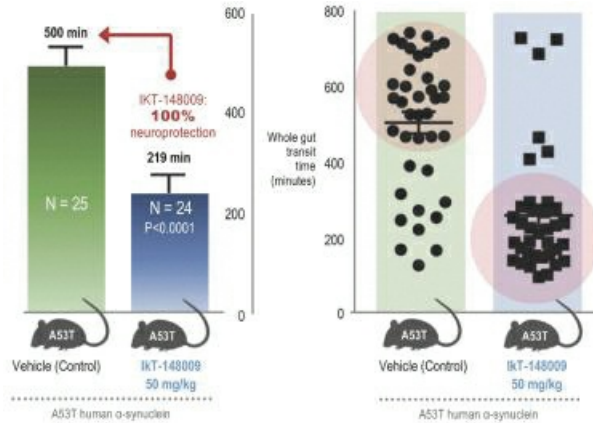 500 min
IKT-148009:
100%
neuroprotection
219 min
N = 25
N = 24
P<0.0001
600
400
200
0
A53T
A53T
Vehicle (Control)
IkT-148009
50 mg/kg
A53T human α-synuclein
Whole gut
transit
time
(minutes)
800
600
400
200
0
A53T
A53T
Vehicle (Control)
IkT-148009
50 mg/kg
A53T human α-synuclein